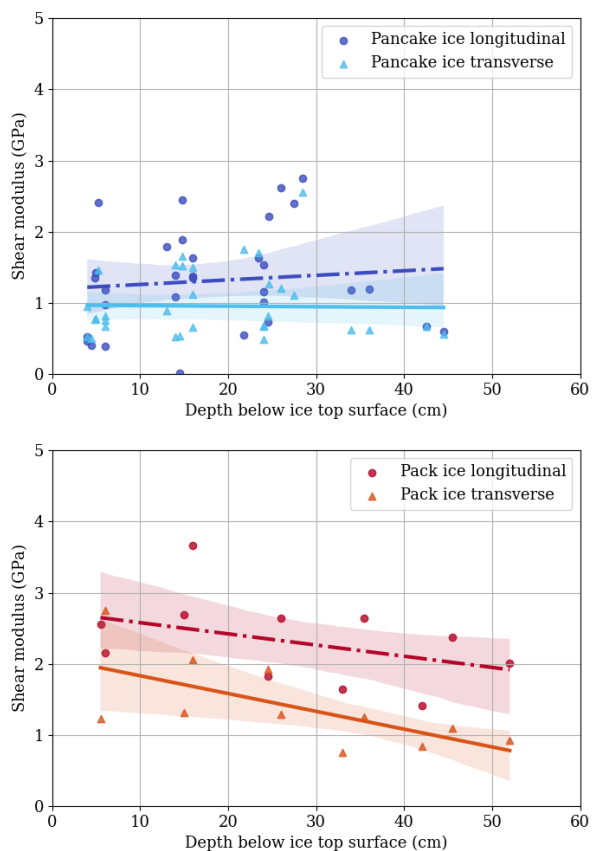 5
4
3
2
1
0
Shear modulus (GPa)
Pancake ice longitudinal
Pancake ice transverse
0 10 20 30 40 50 60
Depth below ice top surface (cm)
5
4
3
2
1
0
Shear modulus (GPa)
Pack ice longitudinal
Pack ice transverse
0 10 20 30 40 50 60
Depth below ice top surface (cm)